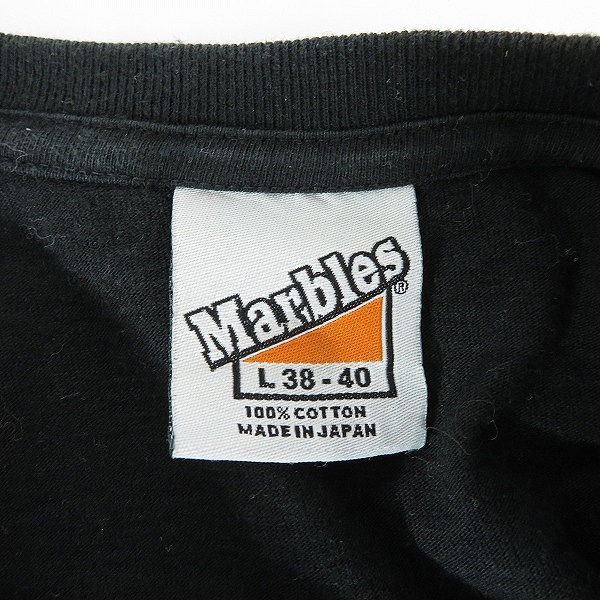 Marbles®
L. 38 - 40
100% COTTON
MADE IN JAPAN